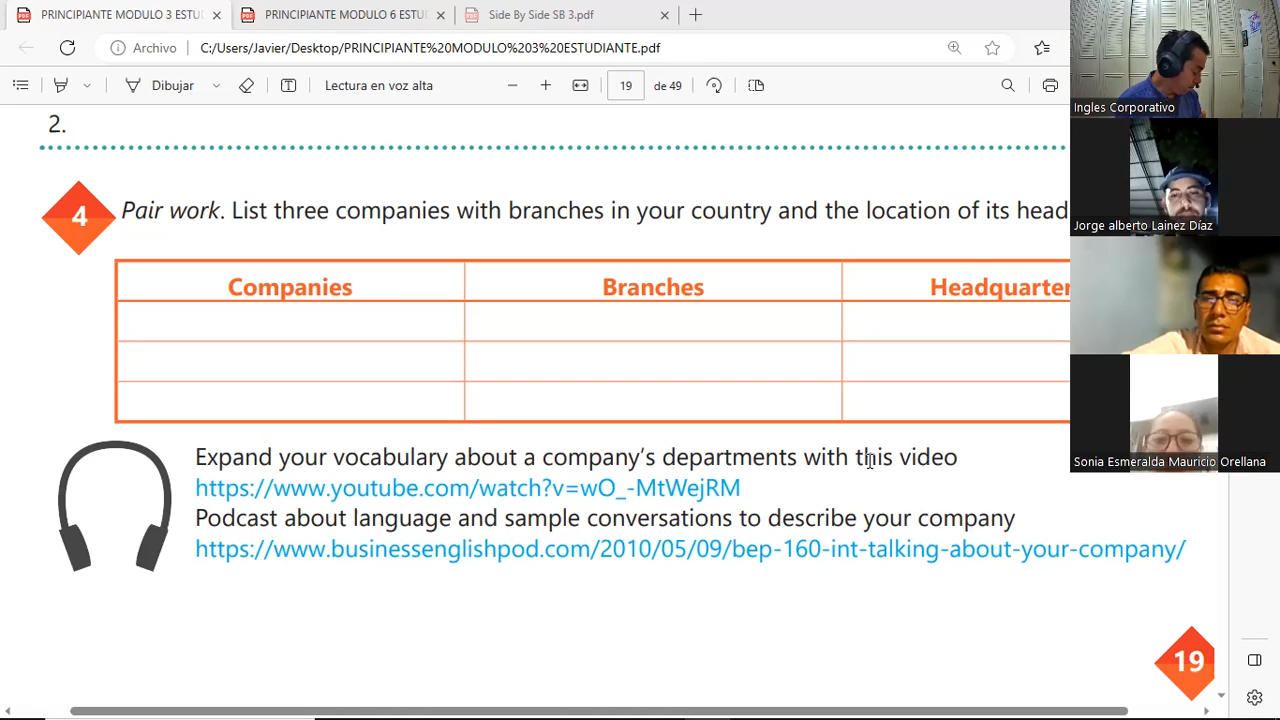 PRINCIPIANTE MODULO 3 ESTU
PRINCIPIANTE MODULO 6 ESTU
Side By Side SB 3.pdf
Archivo
C:/Users/Javier/Desktop/PRINCIPIANTE%20MODULO%203%20ESTUDIANTE.pdf
Dibujar
Lectura en voz alta
19
de 49
2.
4
Pair work. List three companies with branches in your country and the location of its head
Companies Branches Headquarter
Expand your vocabulary about a company's departments with this video
https://www.youtube.com/watch?v=wO_-MtWejRM
Podcast about language and sample conversations to describe your company
https://www.businessenglishpod.com/2010/05/09/bep-160-int-talking-about-your-company/
19
Ingles Corporativo
Jorge alberto Lainez Díaz
Sonia Esmeralda Mauricio Orellana